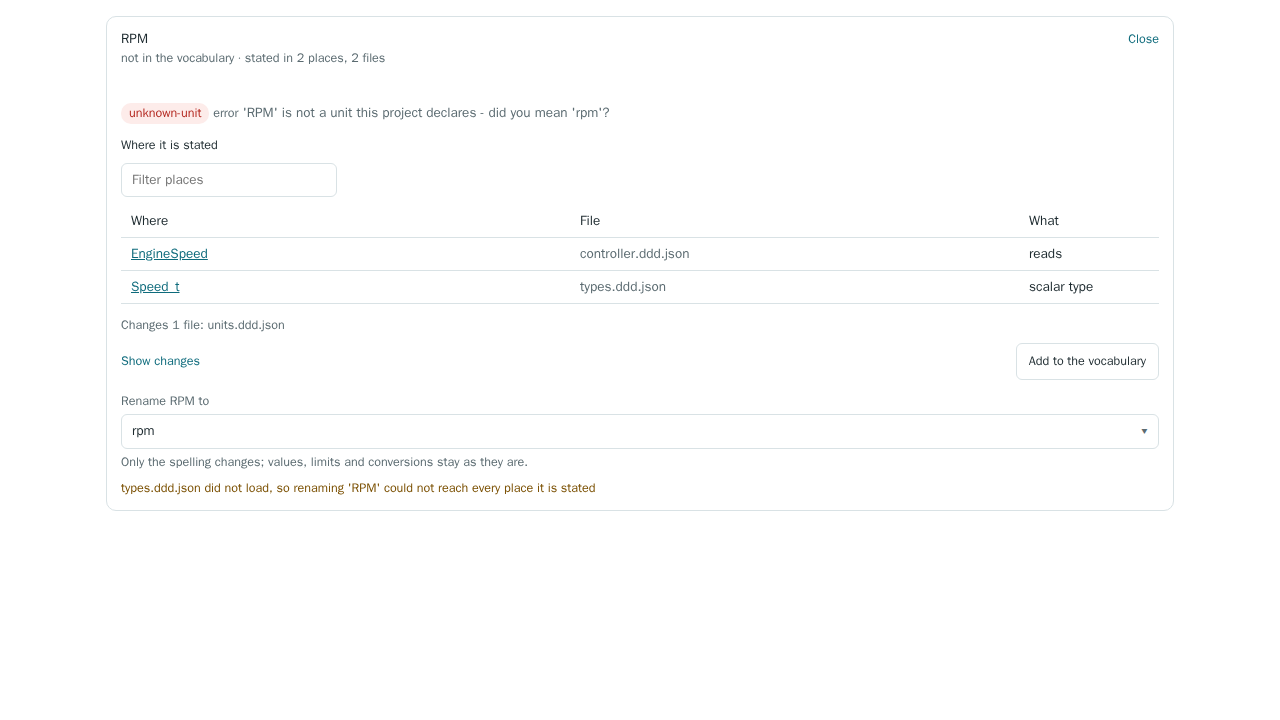 RPM
Close
not in the vocabulary · stated in 2 places, 2 files
unknown-unit error 'RPM' is not a unit this project declares - did you mean 'rpm'?
Where it is stated
Filter places
Where File What
EngineSpeed controller.ddd.json reads
Speed_t types.ddd.json scalar type
Changes 1 file: units.ddd.json
Show changes
Add to the vocabulary
Rename RPM to
rpm
Only the spelling changes; values, limits and conversions stay as they are.
types.ddd.json did not load, so renaming 'RPM' could not reach every place it is stated